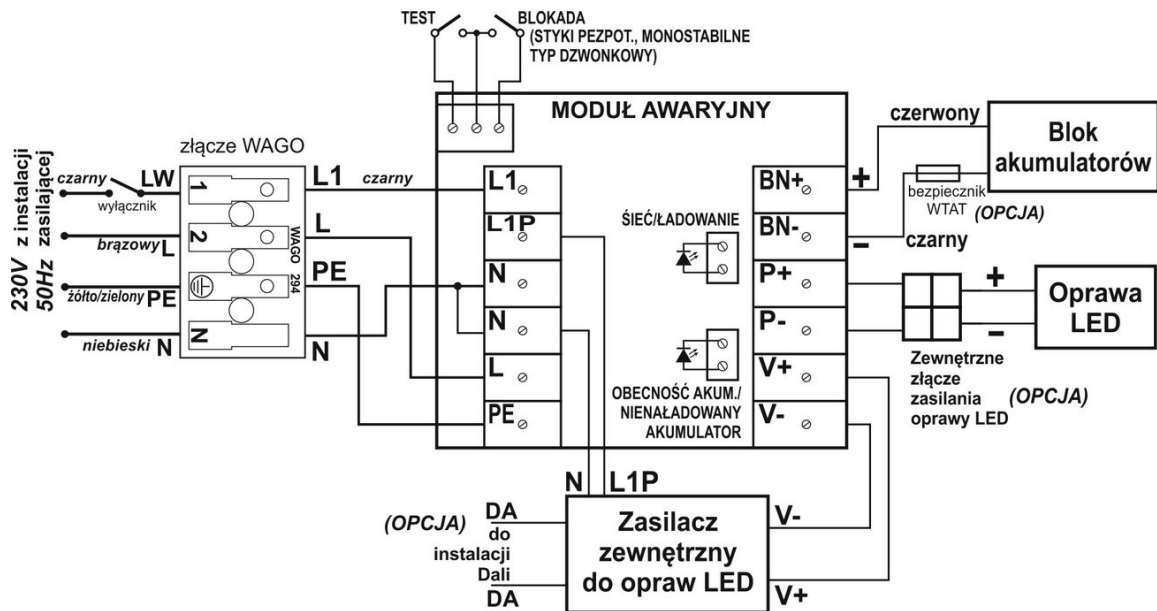 TEST
BLOKADA
(STYKI PEZPOT., MONOSTABILNE
TYP DZWONKOWY)
MODUŁ AWARYJNY
230V z instalacji
50Hz zasilającej
czarny
LW
wyłącznik
brązowy
L
żółto/zielony
PE
niebieski
N
złącze WAGO
1
2
N
WAGO
294
L1
czarny
L
PE
N
L1
L1P
N
N
L
PE
ŚIEĆ/ŁADOWANIE
OBECNOŚĆ AKUM./
NIENAŁADOWANY
AKUMULATOR
BN+
BN-
P+
P-
V+
V-
czerwony
+
-
czarny
bezpiecznik
WTAT
(OPCJA)
Blok
akumulatorów
+
-
Oprawa
LED
Zewnętrzne
złącze
zasilania
oprawy LED
(OPCJA)
N
L1P
(OPCJA)
DA
do
instalacji
Dali
DA
Zasilacz
zewnętrzny
do opraw LED
V-
V+